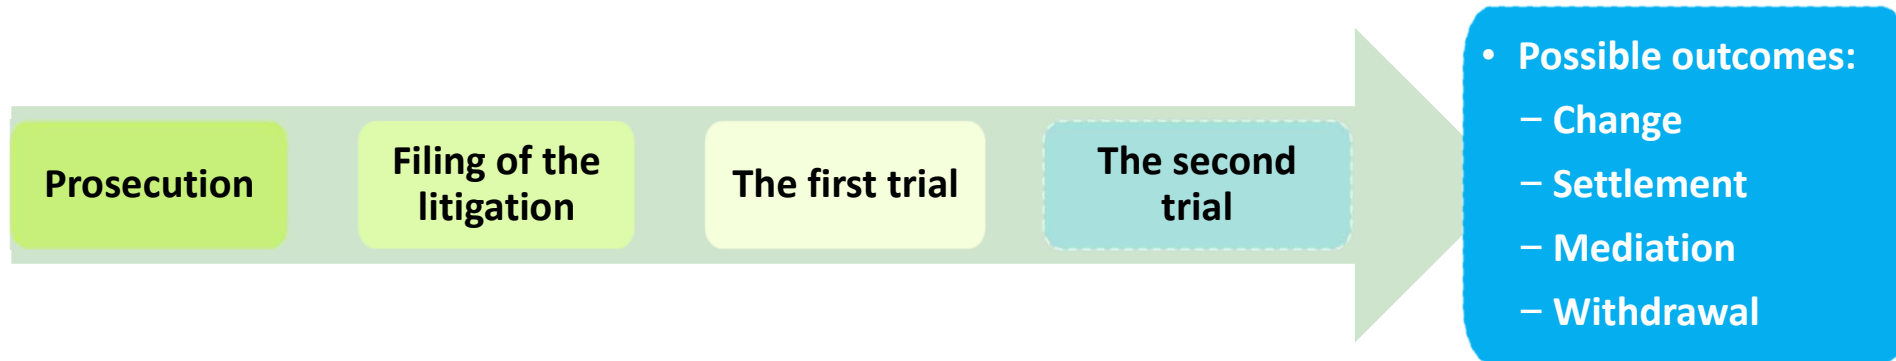 Prosecution
Filing of the
litigation
The first trial
The second
trial
• Possible outcomes:
– Change
– Settlement
– Mediation
– Withdrawal